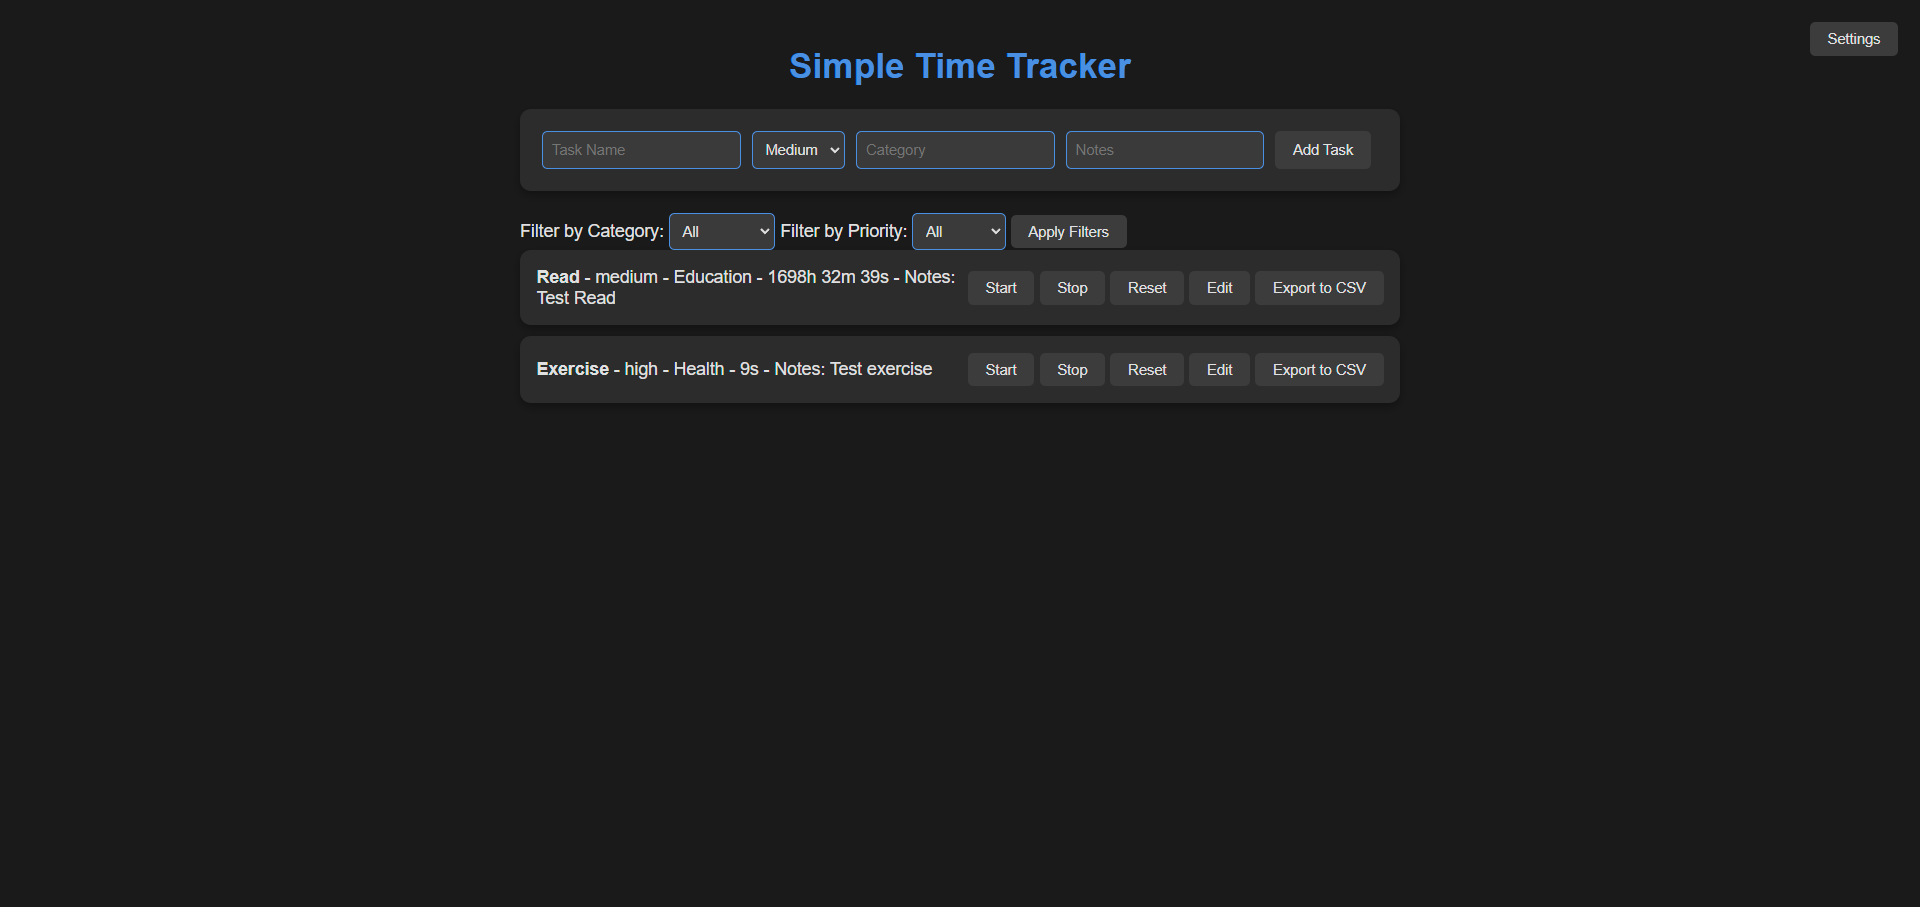 Settings
Simple Time Tracker
Task Name Medium Category Notes Add Task
Filter by Category: All Filter by Priority: All Apply Filters
Read - medium - Education - 1698h 32m 39s - Notes:
Test Read
Start Stop Reset Edit Export to CSV
Exercise - high - Health - 9s - Notes: Test exercise
Start Stop Reset Edit Export to CSV